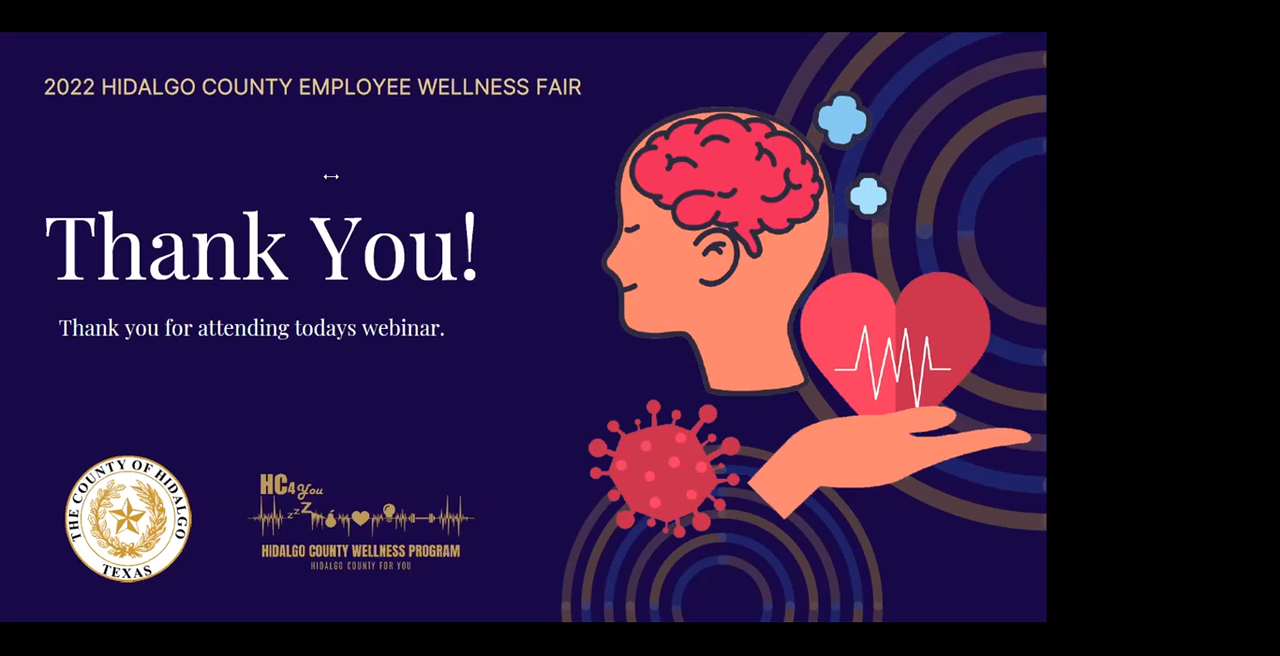 2022 HIDALGO COUNTY EMPLOYEE WELLNESS FAIR
Thank You!
Thank you for attending todays webinar.
THE COUNTY OF HIDALGO
TEXAS
HC4You
zzZ
HIDALGO COUNTY WELLNESS PROGRAM
HIDALGO COUNTY FOR YOU